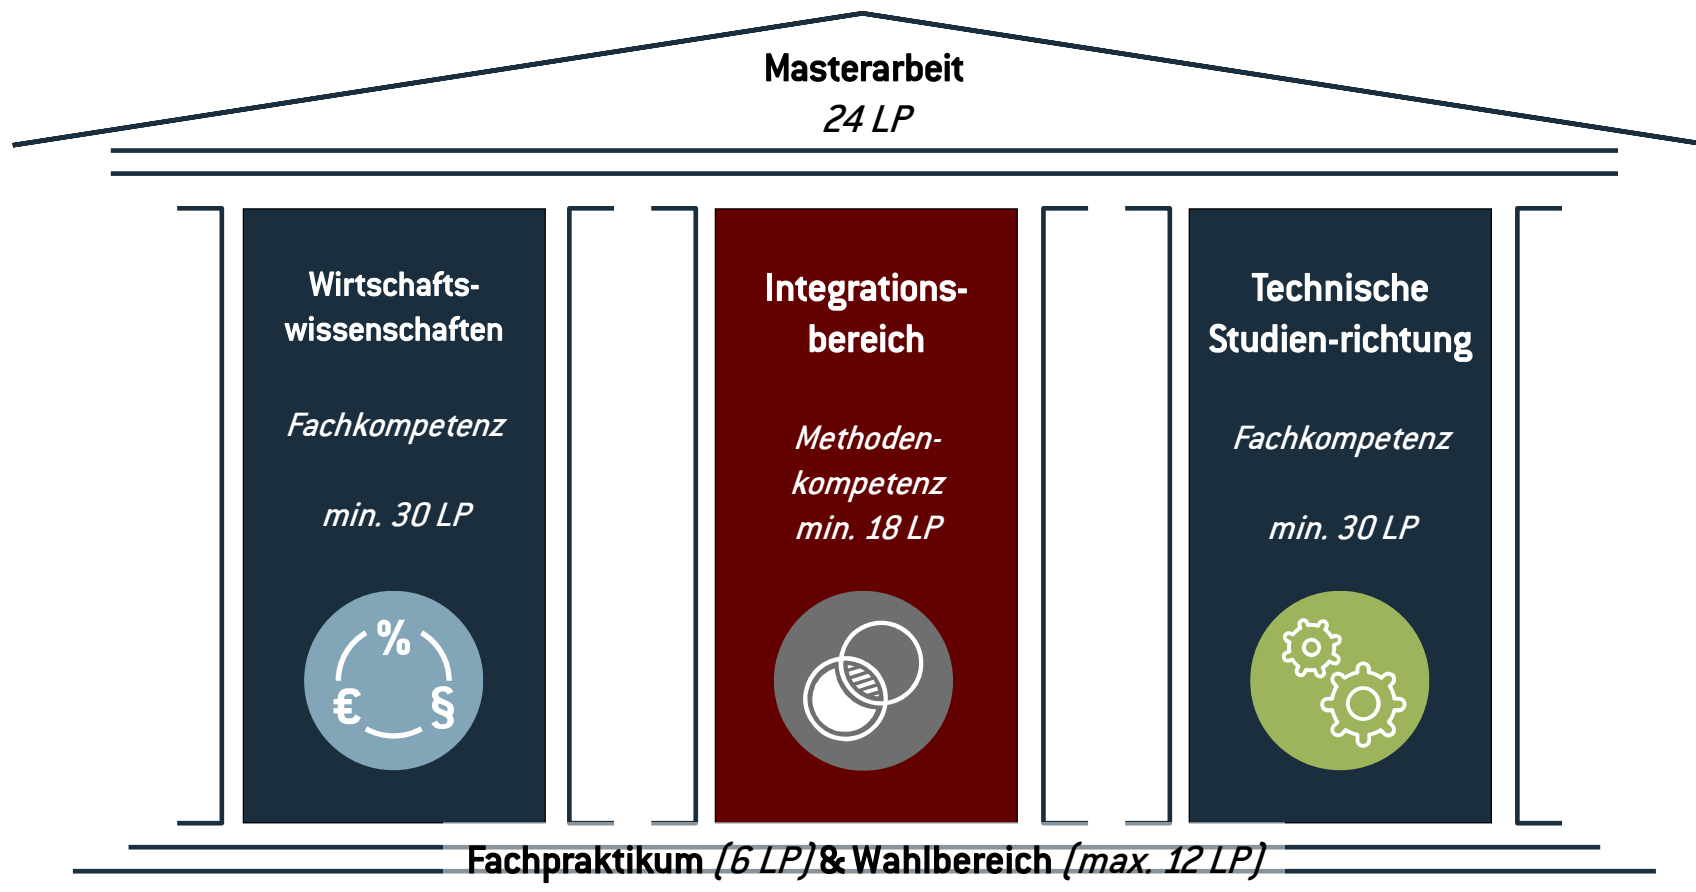 Masterarbeit
24 LP
Wirtschafts-
wissenschaften
Fachkompetenz
min. 30 LP
% € §
Integrations-
bereich
Methoden-
kompetenz
min. 18 LP
Technische
Studien-richtung
Fachkompetenz
min. 30 LP
Fachpraktikum (6 LP) & Wahlbereich (max. 12 LP)